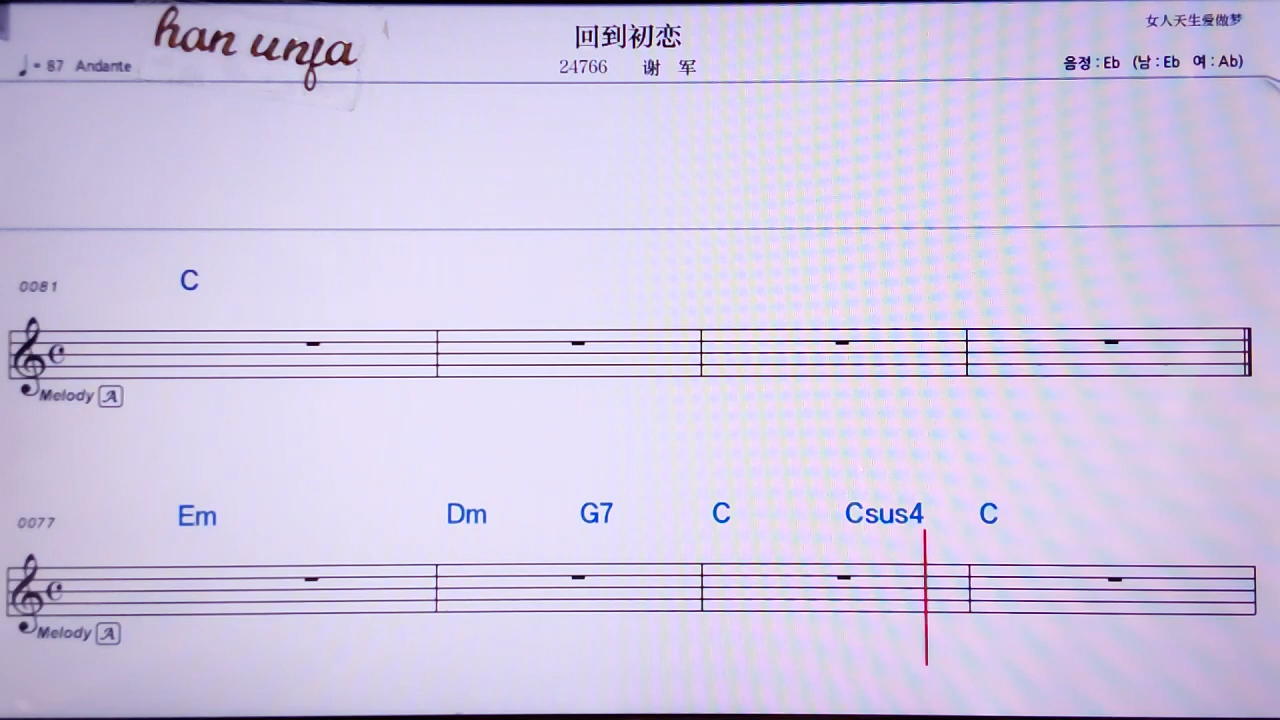 han unfa
回到初恋
女人天生爱做梦
♩= 87 Andante
24766 谢 军
음정 : Eb (남 : Eb 여 : Ab)
0081 C
Melody A
0077 Em Dm G7 C Csus4 C
Melody A